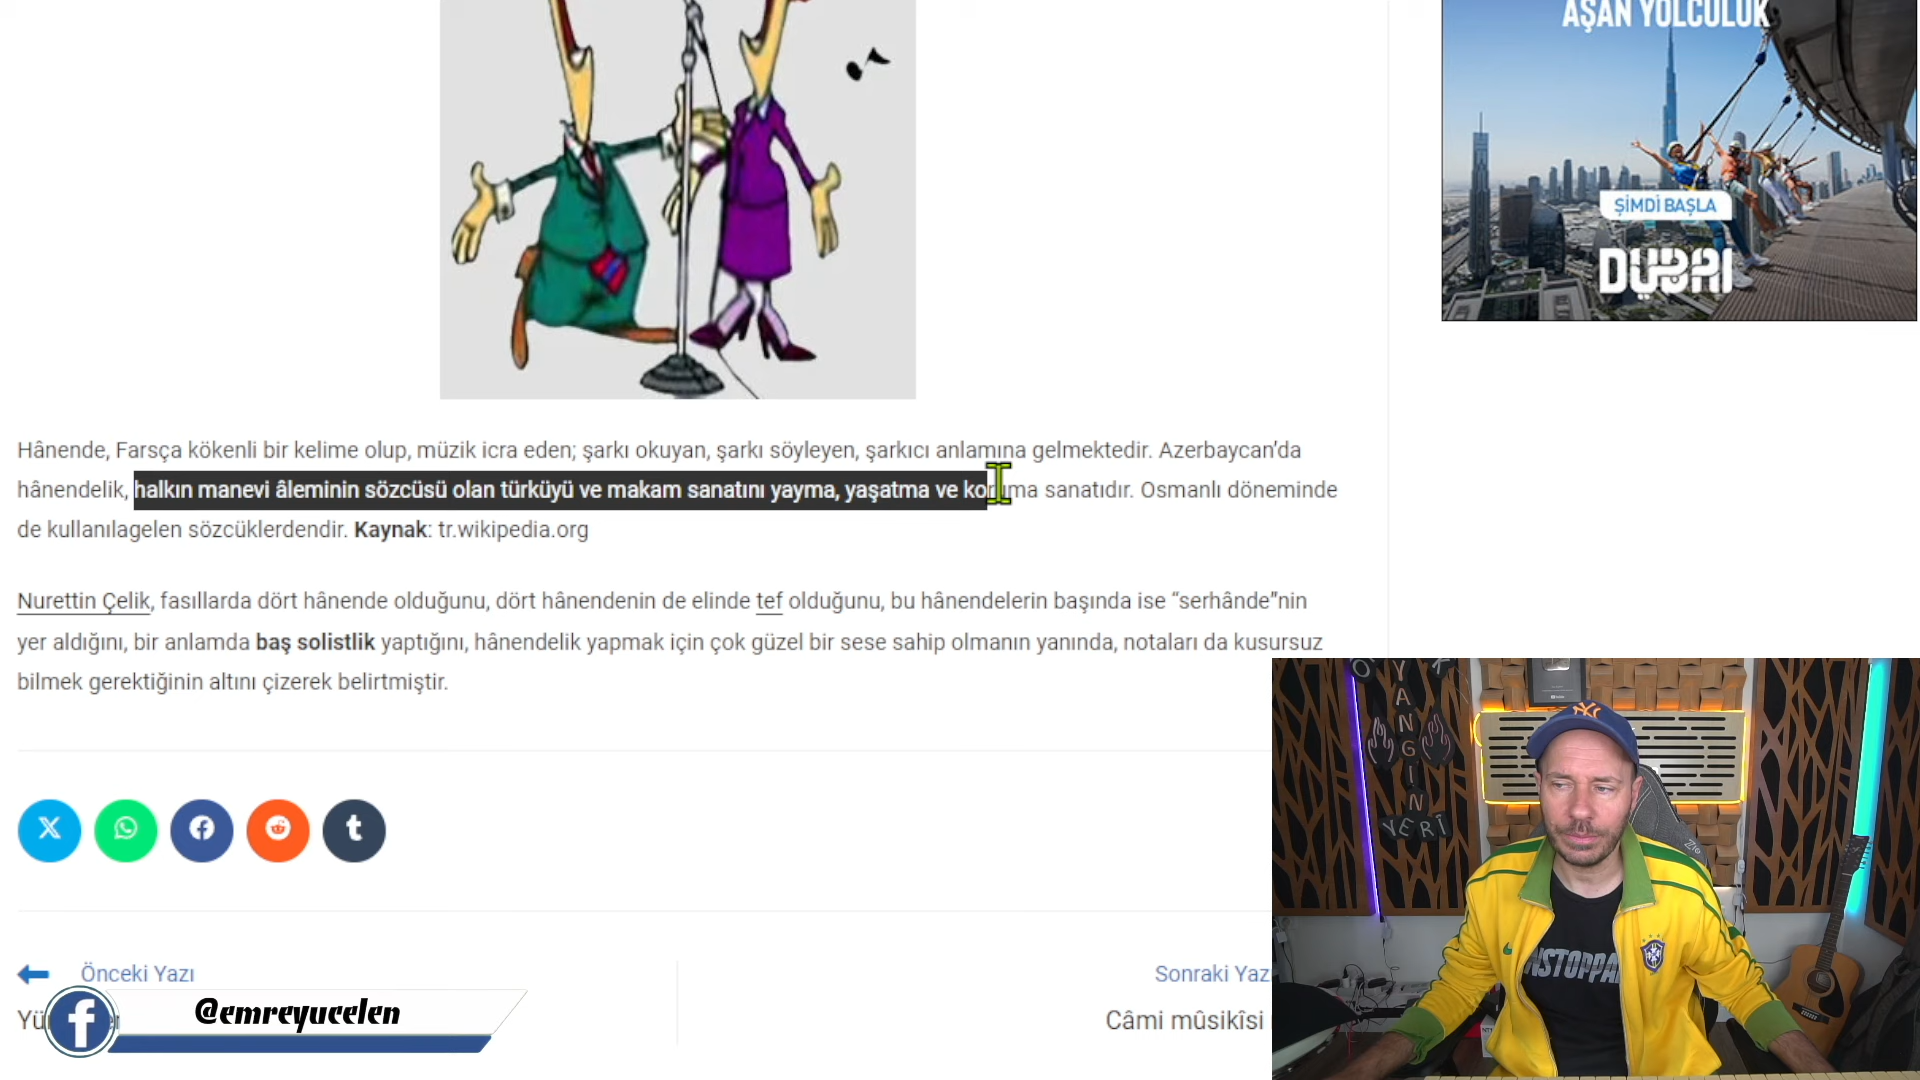 AŞAN YOLCULUK
ŞİMDİ BAŞLA
DUBAI
Hânende, Farsça kökenli bir kelime olup, müzik icra eden; şarkı okuyan, şarkı söyleyen, şarkıcı anlamına gelmektedir. Azerbaycan’da
hânendelik, halkın manevi âleminin sözcüsü olan türküyü ve makam sanatını yayma, yaşatma ve koruma sanatıdır. Osmanlı döneminde
de kullanılagelen sözcüklerdendir. Kaynak: tr.wikipedia.org
Nurettin Çelik, fasıllarda dört hânende olduğunu, dört hânendenin de elinde tef olduğunu, bu hânendelerin başında ise “serhânde”nin
yer aldığını, bir anlamda baş solistlik yaptığını, hânendelik yapmak için çok güzel bir sese sahip olmanın yanında, notaları da kusursuz
bilmek gerektiğinin altını çizerek belirtmiştir.
Önceki Yazı
Sonraki Yazı
Câmi mûsikîsi
@emreyucelen
YANGIN
YERİ
NSTOPPA